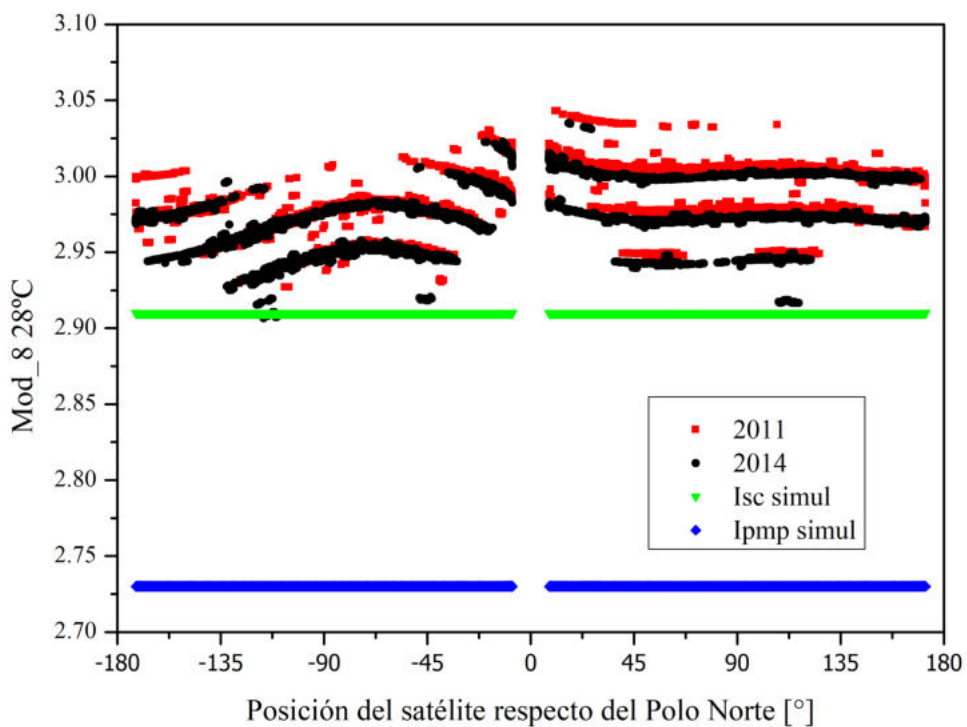 3.10
3.05
3.00
2.95
2.90
2.85
2.80
2.75
2.70
Mod_8 28ºC
2011
2014
Isc simul
Ipmp simul
-180 -135 -90 -45 0 45 90 135 180
Posición del satélite respecto del Polo Norte [°]